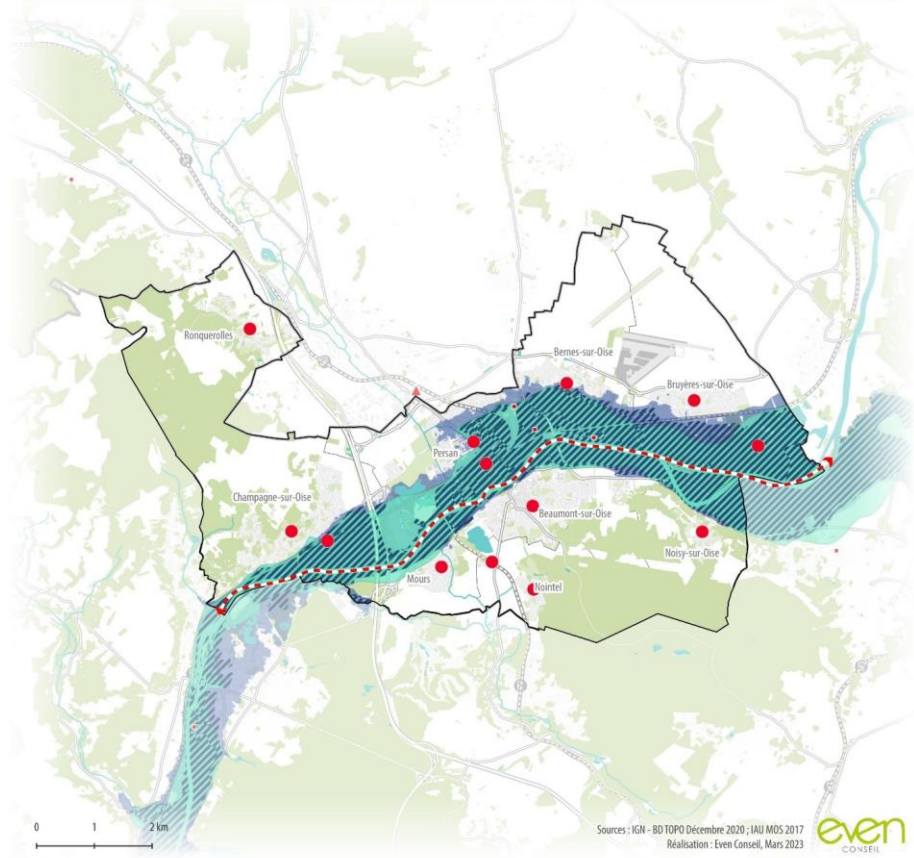 Ronquerolles
Bernes-sur-Oise
Bruyères-sur-Oise
Persan
Champagne-sur-Oise
Beaumont-sur-Oise
Noisy-sur-Oise
Mours
Nointel
0 1 2 km
Sources : IGN - BD TOPO Décembre 2020 ; IAU MOS 2017
Réalisation : Even Conseil, Mars 2023
even
CONSEIL